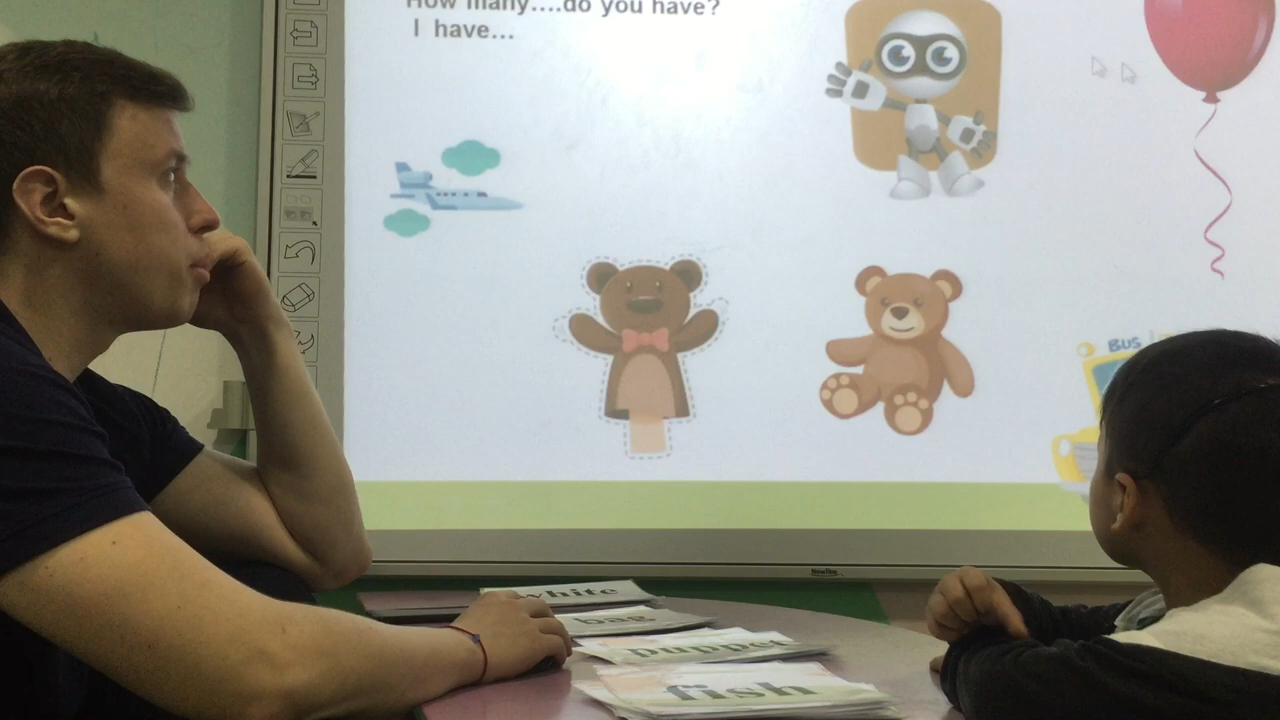 How many....do you have?
I have...
BUS
white
bag
puppet
fish